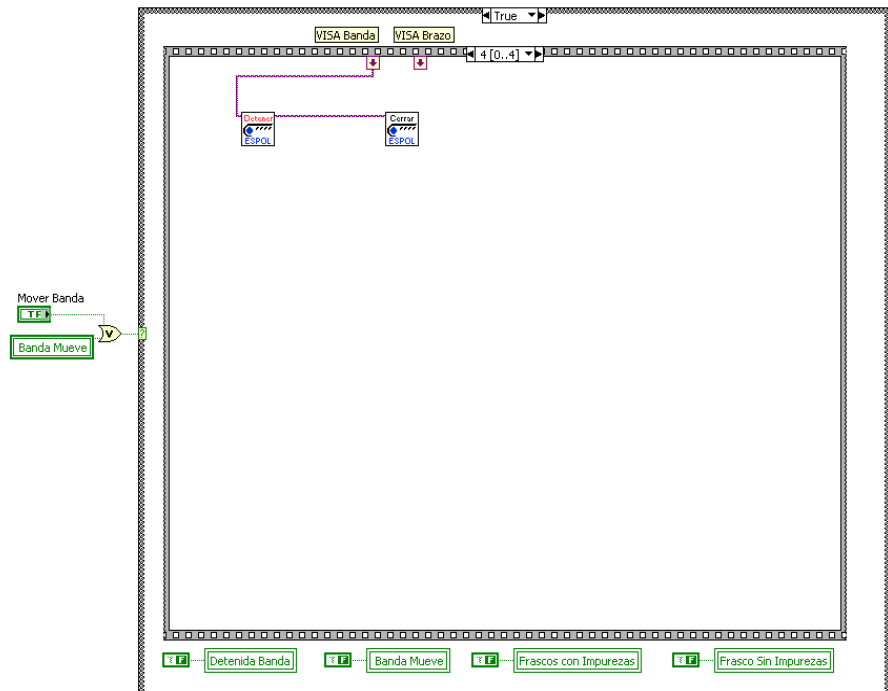 True
VISA Banda
VISA Brazo
4 [0..4]
Detener
ESPOL
Cerrar
ESPOL
Mover Banda
TF
V
Banda Mueve
?
F
Detenida Banda
F
Banda Mueve
F
Frascos con Impurezas
F
Frasco Sin Impurezas